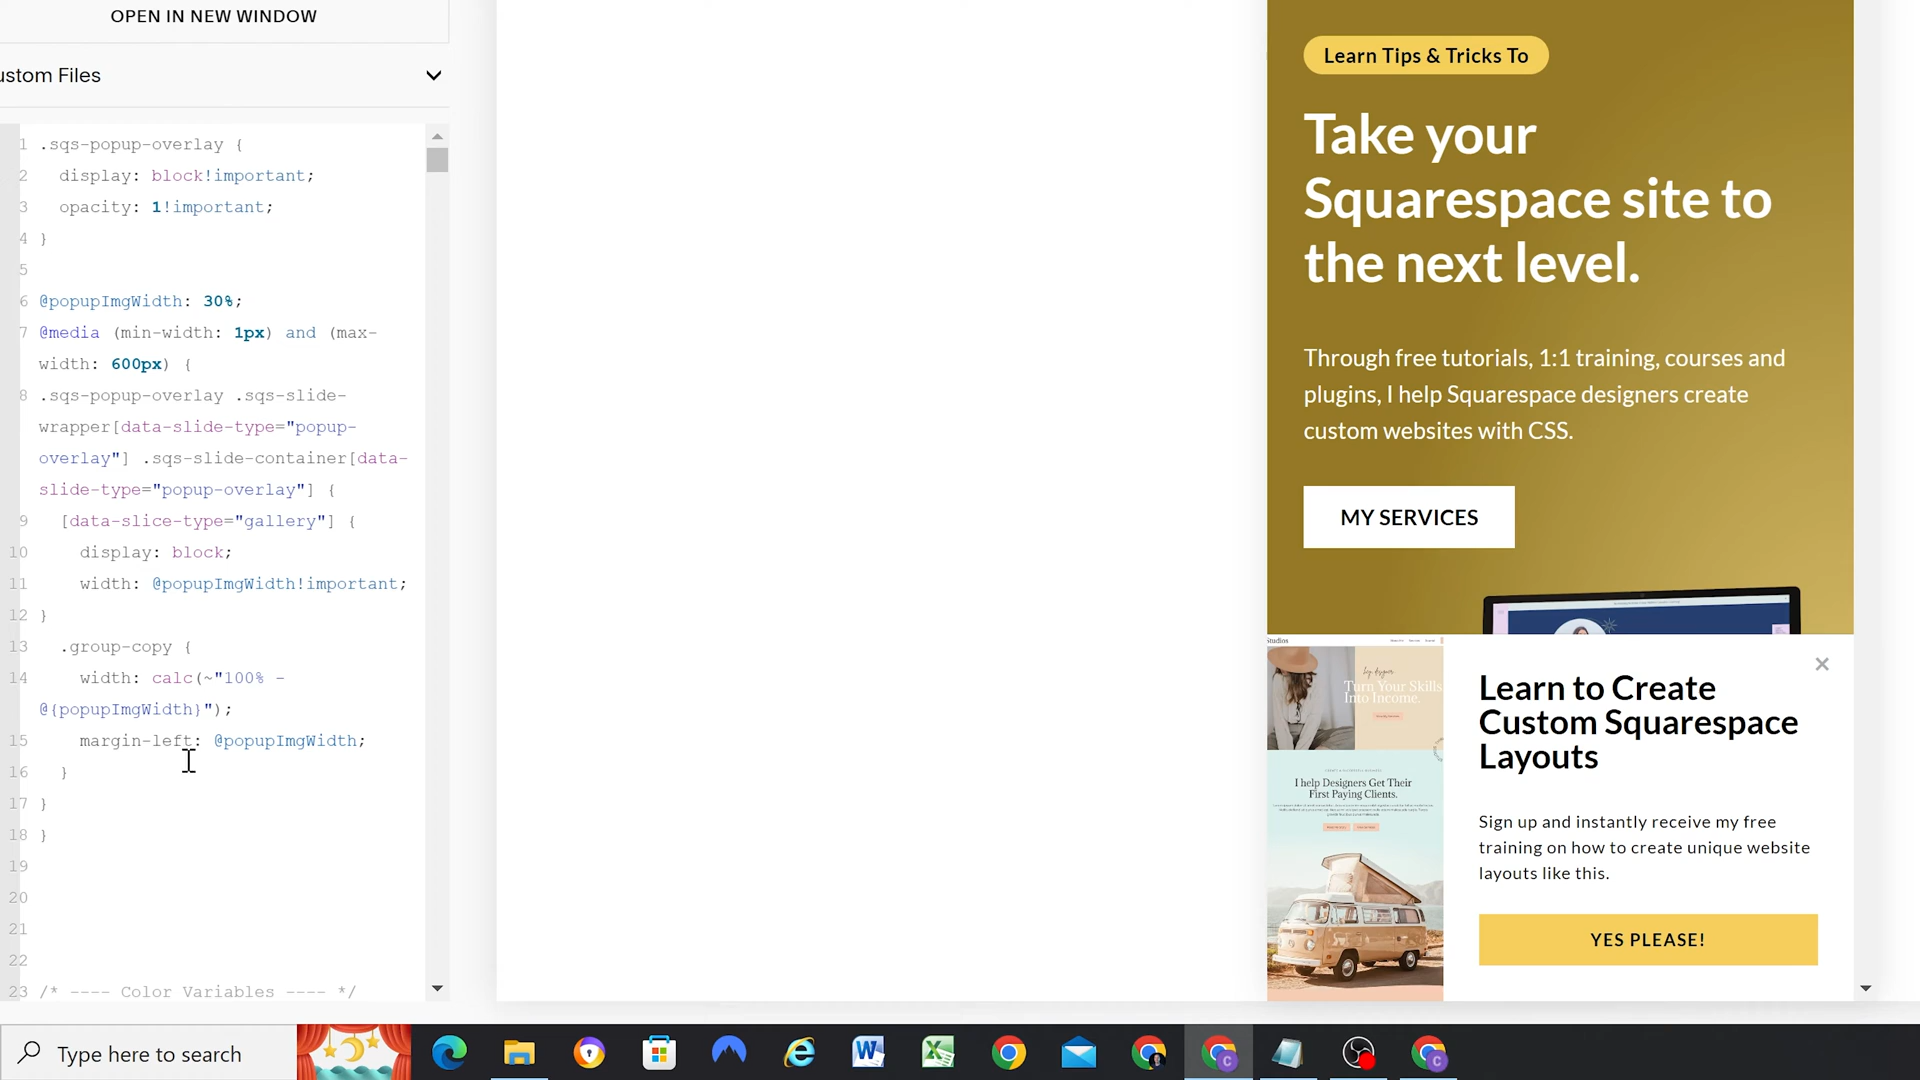 OPEN IN NEW WINDOW
ustom Files
1 .sqs-popup-overlay {
2 display: block!important;
3 opacity: 1!important;
4 }
5
6 @popupImgWidth: 30%;
7 @media (min-width: 1px) and (max-
width: 600px) {
8 .sqs-popup-overlay .sqs-slide-
wrapper[data-slide-type="popup-
overlay"] .sqs-slide-container[data-
slide-type="popup-overlay"] {
9 [data-slice-type="gallery"] {
10 display: block;
11 width: @popupImgWidth!important;
12 }
13 .group-copy {
14 width: calc(~"100% -
@{popupImgWidth}");
15 margin-left: @popupImgWidth;
16 }
17 }
18 }
19
20
21
22
23 /* ---- Color Variables ---- */
Learn Tips & Tricks To
Take your
Squarespace site to
the next level.
Through free tutorials, 1:1 training, courses and
plugins, I help Squarespace designers create
custom websites with CSS.
MY SERVICES
Studios
Turn Your Skills
Into Income.
I help Designers Get Their
First Paying Clients.
×
Learn to Create
Custom Squarespace
Layouts
Sign up and instantly receive my free
training on how to create unique website
layouts like this.
YES PLEASE!
Type here to search